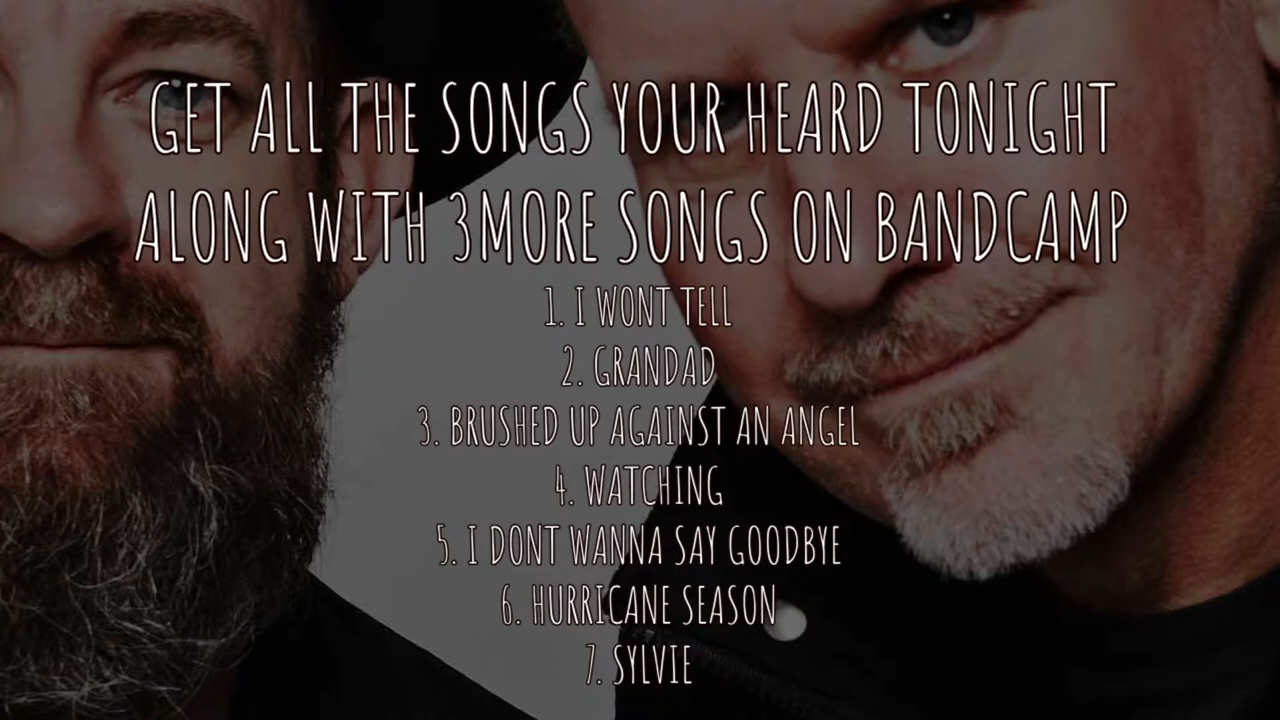 GET ALL THE SONGS YOUR HEARD TONIGHT
ALONG WITH 3MORE SONGS ON BANDCAMP
1. I WONT TELL
2. GRANDAD
3. BRUSHED UP AGAINST AN ANGEL
4. WATCHING
5. I DONT WANNA SAY GOODBYE
6. HURRICANE SEASON
7. SYLVIE